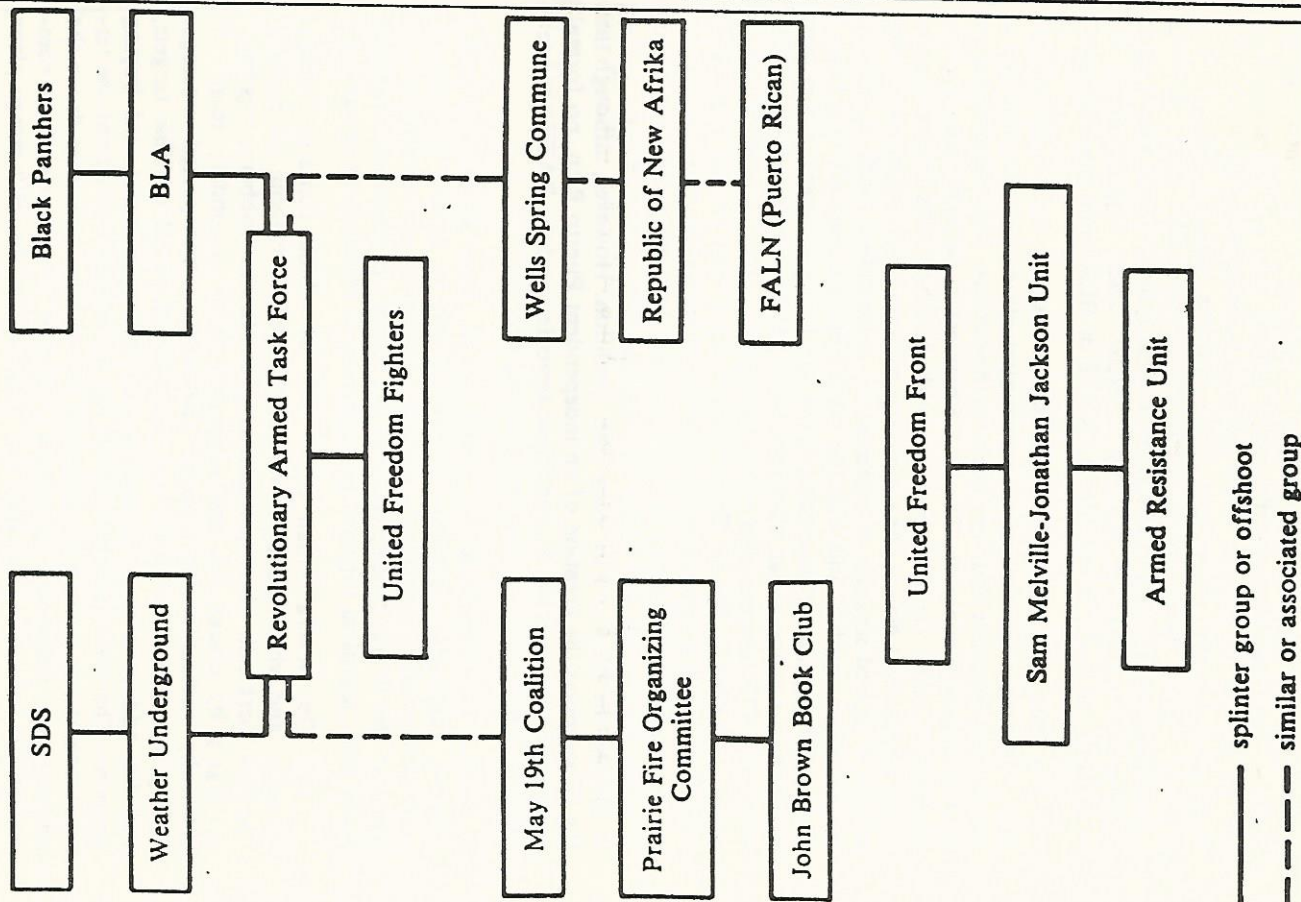 SDS
Black Panthers
Weather Underground
BLA
Revolutionary Armed Task Force
United Freedom Fighters
May 19th Coalition
Prairie Fire Organizing
Committee
John Brown Book Club
Wells Spring Commune
Republic of New Afrika
FALN (Puerto Rican)
United Freedom Front
Sam Melville-Jonathan Jackson Unit
Armed Resistance Unit
splinter group or offshoot
similar or associated group